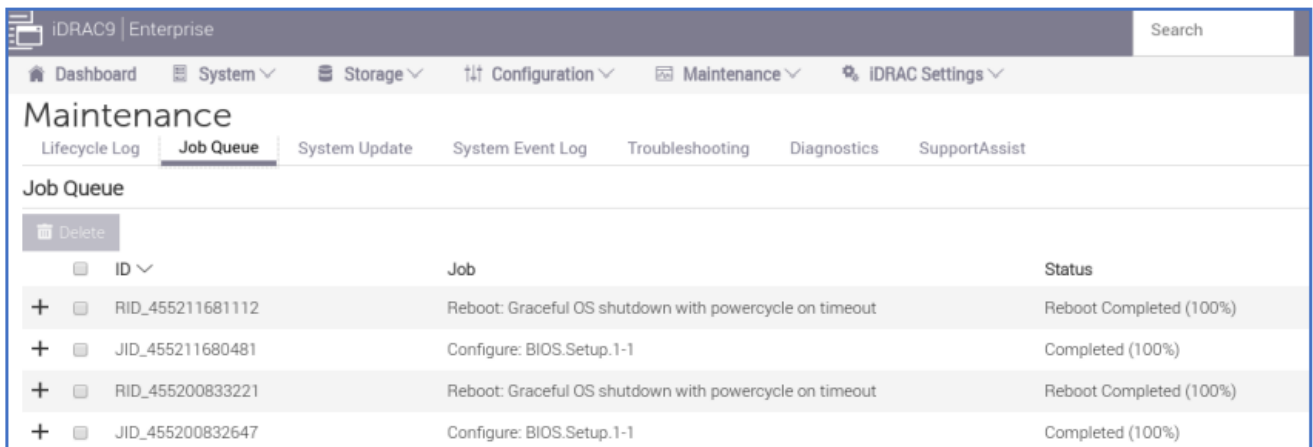 iDRAC9 | Enterprise Search
Dashboard System Storage Configuration Maintenance iDRAC Settings
Maintenance
Lifecycle Log Job Queue System Update System Event Log Troubleshooting Diagnostics SupportAssist
Job Queue
Delete
ID Job Status
RID_455211681112 Reboot: Graceful OS shutdown with powercycle on timeout Reboot Completed (100%)
JID_455211680481 Configure: BIOS.Setup.1-1 Completed (100%)
RID_455200833221 Reboot: Graceful OS shutdown with powercycle on timeout Reboot Completed (100%)
JID_455200832647 Configure: BIOS.Setup.1-1 Completed (100%)